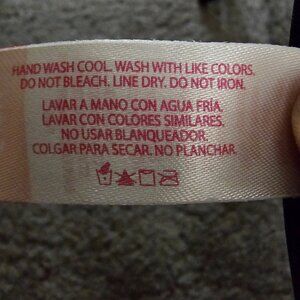 HAND WASH COOL. WASH WITH LIKE COLORS.
DO NOT BLEACH. LINE DRY. DO NOT IRON.
LAVAR A MANO CON AGUA FRÍA.
LAVAR CON COLORES SIMILARES.
NO USAR BLANQUEADOR.
COLGAR PARA SECAR. NO PLANCHAR.